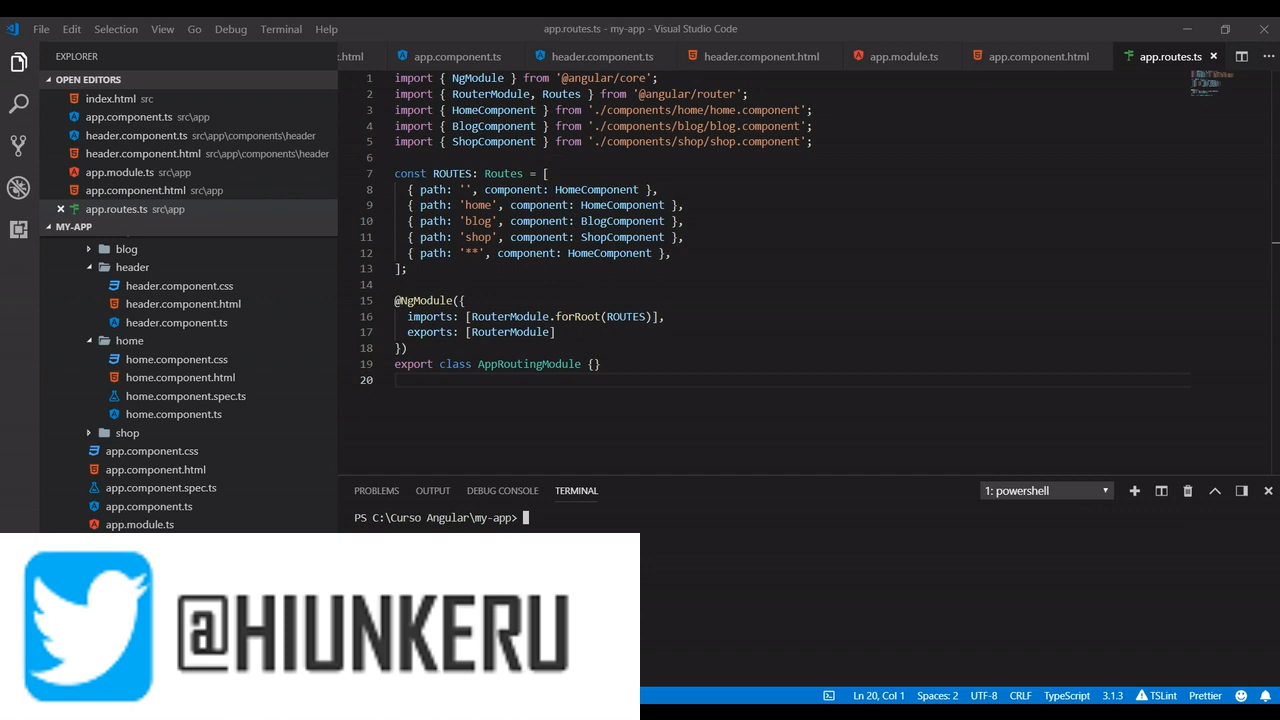 File Edit Selection View Go Debug Terminal Help
app.routes.ts - my-app - Visual Studio Code
EXPLORER
.html app.component.ts header.component.ts header.component.html app.module.ts app.component.html app.routes.ts
OPEN EDITORS
index.html src
app.component.ts src\app
header.component.ts src\app\components\header
header.component.html src\app\components\header
app.module.ts src\app
app.component.html src\app
app.routes.ts src\app
MY-APP
blog
header
header.component.css
header.component.html
header.component.ts
home
home.component.css
home.component.html
home.component.spec.ts
home.component.ts
shop
app.component.css
app.component.html
app.component.spec.ts
app.component.ts
app.module.ts
1 import { NgModule } from '@angular/core';
2 import { RouterModule, Routes } from '@angular/router';
3 import { HomeComponent } from './components/home/home.component';
4 import { BlogComponent } from './components/blog/blog.component';
5 import { ShopComponent } from './components/shop/shop.component';
6
7 const ROUTES: Routes = [
8 { path: '', component: HomeComponent },
9 { path: 'home', component: HomeComponent },
10 { path: 'blog', component: BlogComponent },
11 { path: 'shop', component: ShopComponent },
12 { path: '**', component: HomeComponent },
13 ];
14
15 @NgModule({
16 imports: [RouterModule.forRoot(ROUTES)],
17 exports: [RouterModule]
18 })
19 export class AppRoutingModule {}
20
PROBLEMS OUTPUT DEBUG CONSOLE TERMINAL
1: powershell
PS C:\Curso Angular\my-app>
@HIUNKERU
Ln 20, Col 1 Spaces: 2 UTF-8 CRLF TypeScript 3.1.3 TSLint Prettier